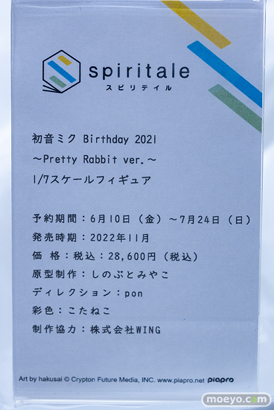 spiritale
スピリテイル
初音ミク Birthday 2021
～Pretty Rabbit ver.～
1/7スケールフィギュア
予約期間：6月10日（金）～7月24日（日）
発売時期：2022年11月
価 格：税込：28,600円（税込）
原型制作：しのぶとみやこ
ディレクション：pon
彩色：こたねこ
制作協力：株式会社WING
Art by hakusai © Crypton Future Media, INC. www.piapro.net piapro
moeyo.com